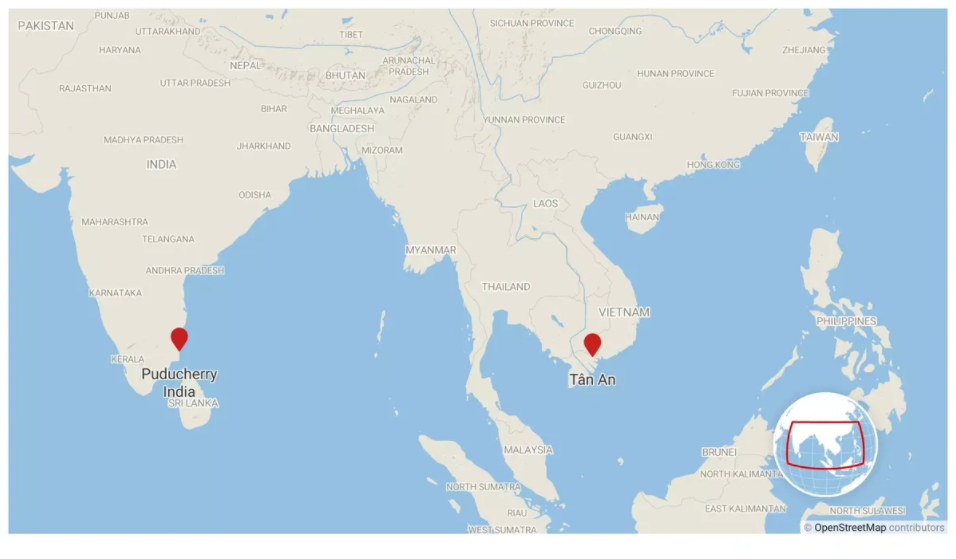 PAKISTAN
PUNJAB
UTTARAKHAND
TIBET
SICHUAN PROVINCE
CHONGQING
ZHEJIANG
HARYANA
NEPAL
BHUTAN
ARUNACHAL
PRADESH
HUNAN PROVINCE
RAJASTHAN
UTTAR PRADESH
GUIZHOU
FUJIAN PROVINCE
BIHAR
MEGHALAYA
NAGALAND
YUNNAN PROVINCE
BANGLADESH
MADHYA PRADESH
JHARKHAND
MIZORAM
GUANGXI
TAIWAN
INDIA
HONG KONG
ODISHA
LAOS
HAINAN
MAHARASHTRA
TELANGANA
MYANMAR
ANDHRA PRADESH
THAILAND
KARNATAKA
VIETNAM
PHILIPPINES
KERALA
Puducherry
India
Tân An
SRI LANKA
MALAYSIA
BRUNEI
NORTH KALIMANTA
NORTH SUMATRA
RIAU
EAST KALIMANTAN
NORTH SULAWESI
WEST SUMATRA
© OpenStreetMap contributors